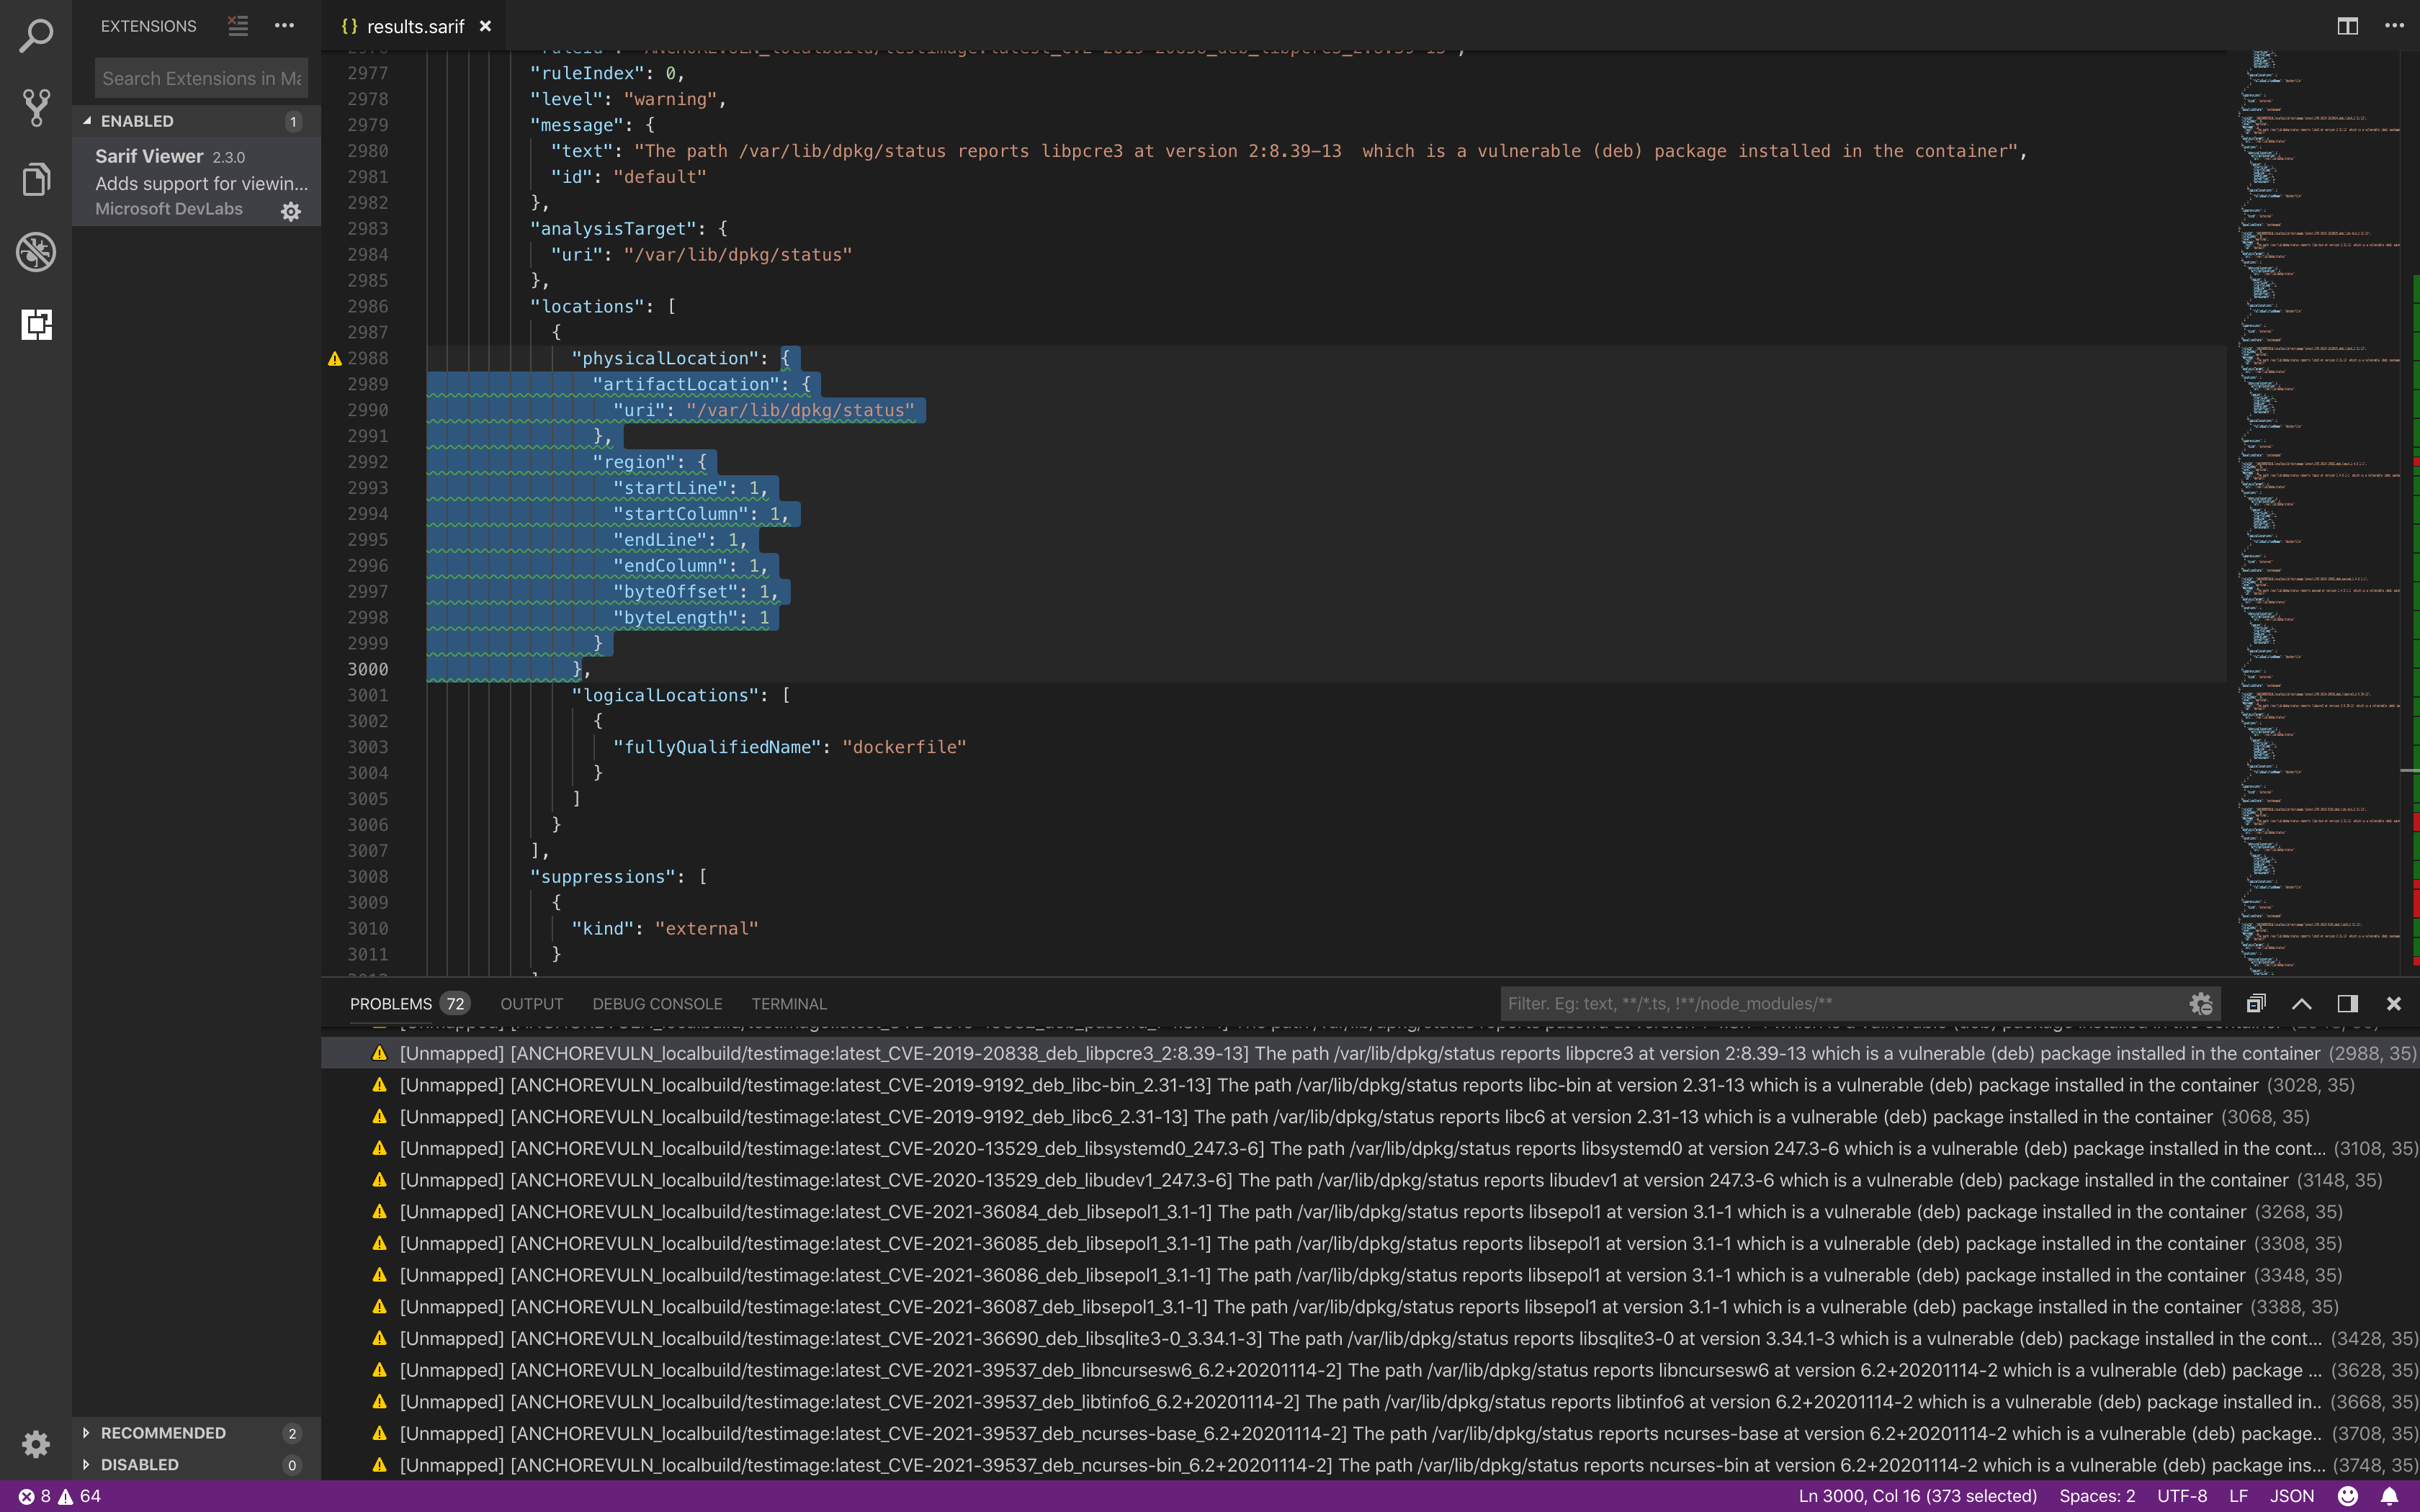 EXTENSIONS
Search Extensions in Ma
ENABLED 1
Sarif Viewer 2.3.0
Adds support for viewin...
Microsoft DevLabs
RECOMMENDED 2
DISABLED 0
{} results.sarif ×
2977 "ruleIndex": 0,
2978 "level": "warning",
2979 "message": {
2980 "text": "The path /var/lib/dpkg/status reports libpcre3 at version 2:8.39-13  which is a vulnerable (deb) package installed in the container",
2981 "id": "default"
2982 },
2983 "analysisTarget": {
2984 "uri": "/var/lib/dpkg/status"
2985 },
2986 "locations": [
2987 {
2988 "physicalLocation": {
2989 "artifactLocation": {
2990 "uri": "/var/lib/dpkg/status"
2991 },
2992 "region": {
2993 "startLine": 1,
2994 "startColumn": 1,
2995 "endLine": 1,
2996 "endColumn": 1,
2997 "byteOffset": 1,
2998 "byteLength": 1
2999 }
3000 },
3001 "logicalLocations": [
3002 {
3003 "fullyQualifiedName": "dockerfile"
3004 }
3005 ]
3006 }
3007 ],
3008 "suppressions": [
3009 {
3010 "kind": "external"
3011 }
PROBLEMS 72 OUTPUT DEBUG CONSOLE TERMINAL Filter. Eg: text, **/*.ts, !**/node_modules/**
[Unmapped] [ANCHOREVULN_localbuild/testimage:latest_CVE-2019-20838_deb_libpcre3_2:8.39-13] The path /var/lib/dpkg/status reports libpcre3 at version 2:8.39-13 which is a vulnerable (deb) package installed in the container (2988, 35)
[Unmapped] [ANCHOREVULN_localbuild/testimage:latest_CVE-2019-9192_deb_libc-bin_2.31-13] The path /var/lib/dpkg/status reports libc-bin at version 2.31-13 which is a vulnerable (deb) package installed in the container (3028, 35)
[Unmapped] [ANCHOREVULN_localbuild/testimage:latest_CVE-2019-9192_deb_libc6_2.31-13] The path /var/lib/dpkg/status reports libc6 at version 2.31-13 which is a vulnerable (deb) package installed in the container (3068, 35)
[Unmapped] [ANCHOREVULN_localbuild/testimage:latest_CVE-2020-13529_deb_libsystemd0_247.3-6] The path /var/lib/dpkg/status reports libsystemd0 at version 247.3-6 which is a vulnerable (deb) package installed in the cont... (3108, 35)
[Unmapped] [ANCHOREVULN_localbuild/testimage:latest_CVE-2020-13529_deb_libudev1_247.3-6] The path /var/lib/dpkg/status reports libudev1 at version 247.3-6 which is a vulnerable (deb) package installed in the container (3148, 35)
[Unmapped] [ANCHOREVULN_localbuild/testimage:latest_CVE-2021-36084_deb_libsepol1_3.1-1] The path /var/lib/dpkg/status reports libsepol1 at version 3.1-1 which is a vulnerable (deb) package installed in the container (3268, 35)
[Unmapped] [ANCHOREVULN_localbuild/testimage:latest_CVE-2021-36085_deb_libsepol1_3.1-1] The path /var/lib/dpkg/status reports libsepol1 at version 3.1-1 which is a vulnerable (deb) package installed in the container (3308, 35)
[Unmapped] [ANCHOREVULN_localbuild/testimage:latest_CVE-2021-36086_deb_libsepol1_3.1-1] The path /var/lib/dpkg/status reports libsepol1 at version 3.1-1 which is a vulnerable (deb) package installed in the container (3348, 35)
[Unmapped] [ANCHOREVULN_localbuild/testimage:latest_CVE-2021-36087_deb_libsepol1_3.1-1] The path /var/lib/dpkg/status reports libsepol1 at version 3.1-1 which is a vulnerable (deb) package installed in the container (3388, 35)
[Unmapped] [ANCHOREVULN_localbuild/testimage:latest_CVE-2021-36690_deb_libsqlite3-0_3.34.1-3] The path /var/lib/dpkg/status reports libsqlite3-0 at version 3.34.1-3 which is a vulnerable (deb) package installed in the cont... (3428, 35)
[Unmapped] [ANCHOREVULN_localbuild/testimage:latest_CVE-2021-39537_deb_libncursesw6_6.2+20201114-2] The path /var/lib/dpkg/status reports libncursesw6 at version 6.2+20201114-2 which is a vulnerable (deb) package ... (3628, 35)
[Unmapped] [ANCHOREVULN_localbuild/testimage:latest_CVE-2021-39537_deb_libtinfo6_6.2+20201114-2] The path /var/lib/dpkg/status reports libtinfo6 at version 6.2+20201114-2 which is a vulnerable (deb) package installed in... (3668, 35)
[Unmapped] [ANCHOREVULN_localbuild/testimage:latest_CVE-2021-39537_deb_ncurses-base_6.2+20201114-2] The path /var/lib/dpkg/status reports ncurses-base at version 6.2+20201114-2 which is a vulnerable (deb) package... (3708, 35)
[Unmapped] [ANCHOREVULN_localbuild/testimage:latest_CVE-2021-39537_deb_ncurses-bin_6.2+20201114-2] The path /var/lib/dpkg/status reports ncurses-bin at version 6.2+20201114-2 which is a vulnerable (deb) package ins... (3748, 35)
8 64 Ln 3000, Col 16 (373 selected) Spaces: 2 UTF-8 LF JSON